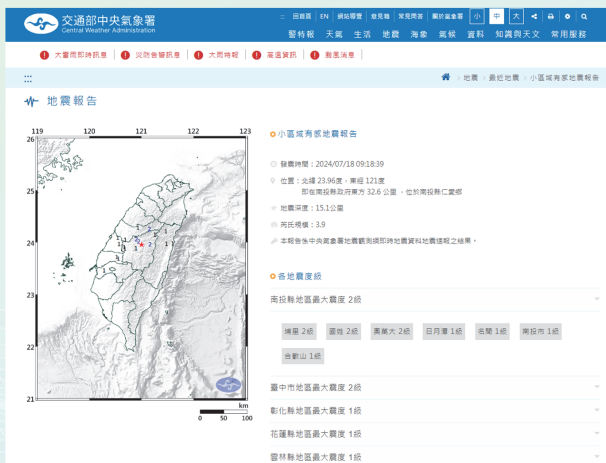 交通部中央氣象署
Central Weather Administration
::: 回首頁 EN 網站導覽 意見箱 常見問答 關於氣象署 小 中 大
警特報 天氣 生活 地震 海象 氣候 資料 知識與天文 常用服務
大雷雨即時訊息 災防告警訊息 大雨特報 高溫資訊 颱風消息
:::
> 地震 > 最近地震 > 小區域有感地震報告
地震報告
119 120 121 122 123
26
25
24
23
22
21
km
0 50 100
小區域有感地震報告
發震時間：2024/07/18 09:18:39
位置：北緯 23.96度、東經 121度
即在南投縣政府東方 32.6 公里 、位於南投縣仁愛鄉
地震深度：15.1公里
芮氏規模：3.9
本報告係中央氣象署地震觀測網即時地震資料地震速報之結果。
各地震度級
南投縣地區最大震度 2級
埔里 2級 國姓 2級 奧萬大 2級 日月潭 1級 名間 1級 南投市 1級
合歡山 1級
臺中市地區最大震度 2級
彰化縣地區最大震度 1級
花蓮縣地區最大震度 1級
雲林縣地區最大震度 1級